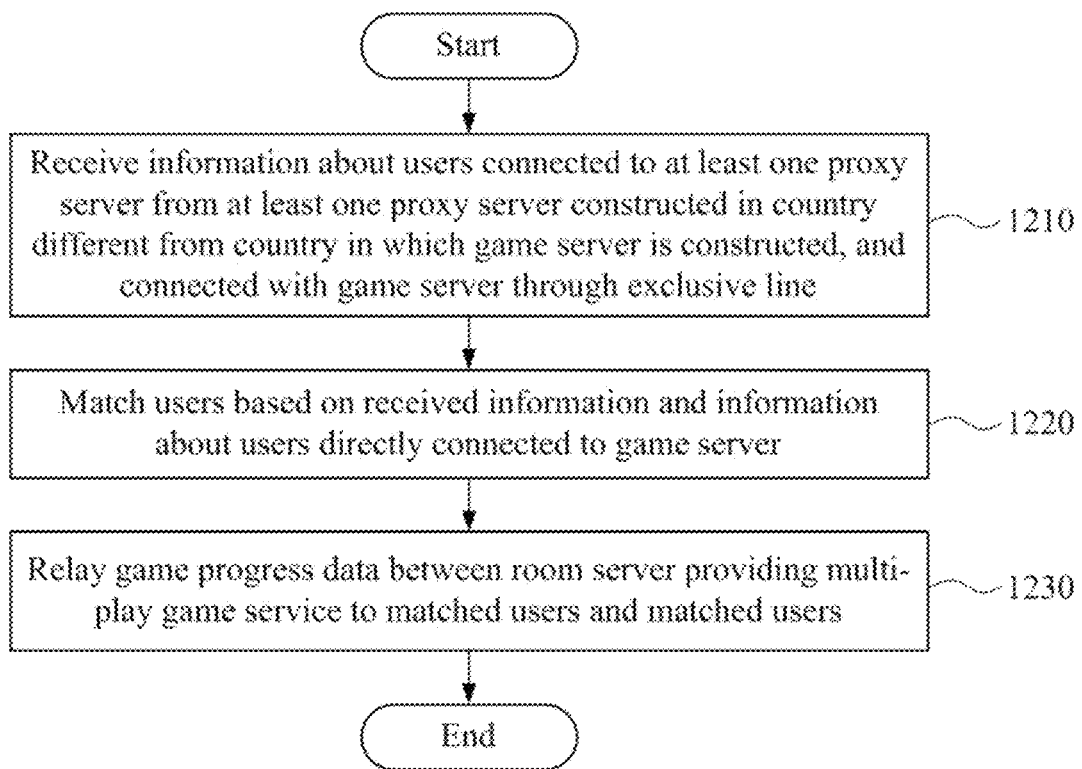 Start
Receive information about users connected to at least one proxy
server from at least one proxy server constructed in country
different from country in which game server is constructed, and
connected with game server through exclusive line
1210
Match users based on received information and information
about users directly connected to game server
1220
Relay game progress data between room server providing multi-
play game service to matched users and matched users
1230
End